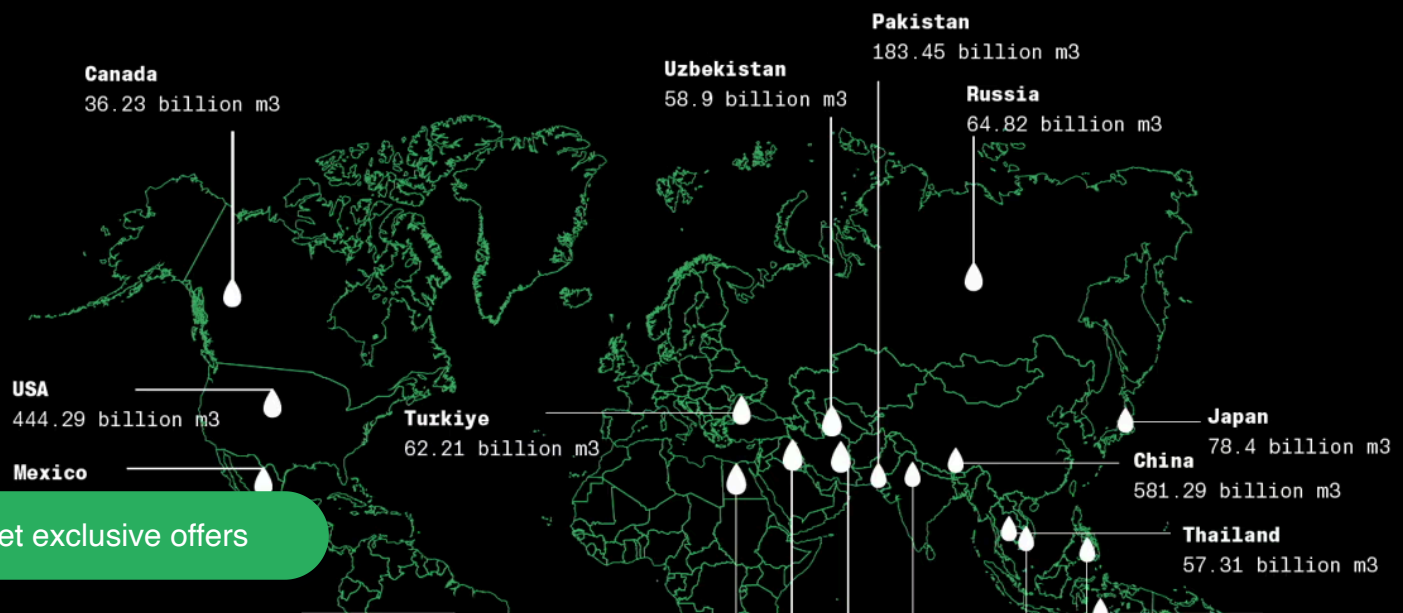 Pakistan
183.45 billion m3
Uzbekistan
58.9 billion m3
Canada
36.23 billion m3
Russia
64.82 billion m3
USA
444.29 billion m3
Turkiye
62.21 billion m3
Japan
78.4 billion m3
China
581.29 billion m3
Mexico
et exclusive offers
Thailand
57.31 billion m3